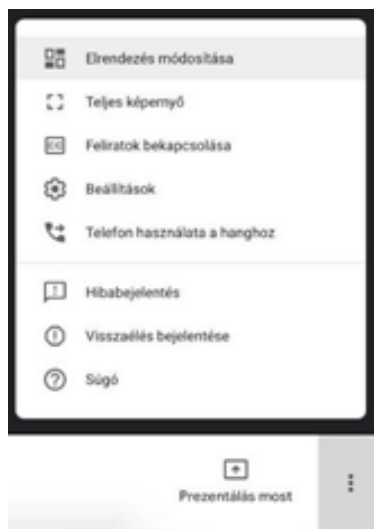 Elrendezés módosítása
Teljes képernyő
Feliratok bekapcsolása
Beállítások
Telefon használata a hanghoz
Hibabejelentés
Visszaélés bejelentése
Súgó
Prezentálás most